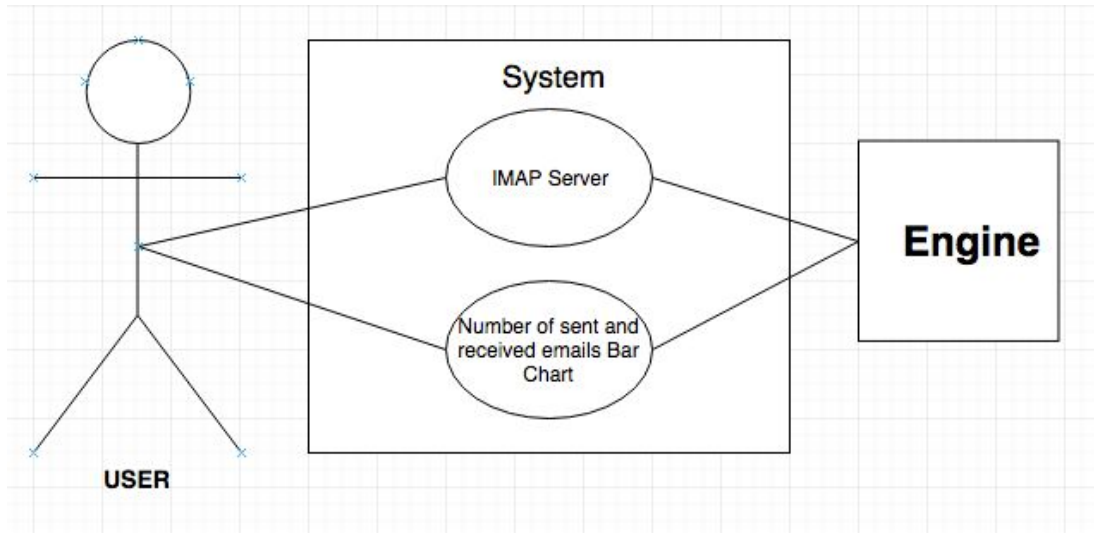 System
IMAP Server
Engine
Number of sent and
received emails Bar
Chart
USER